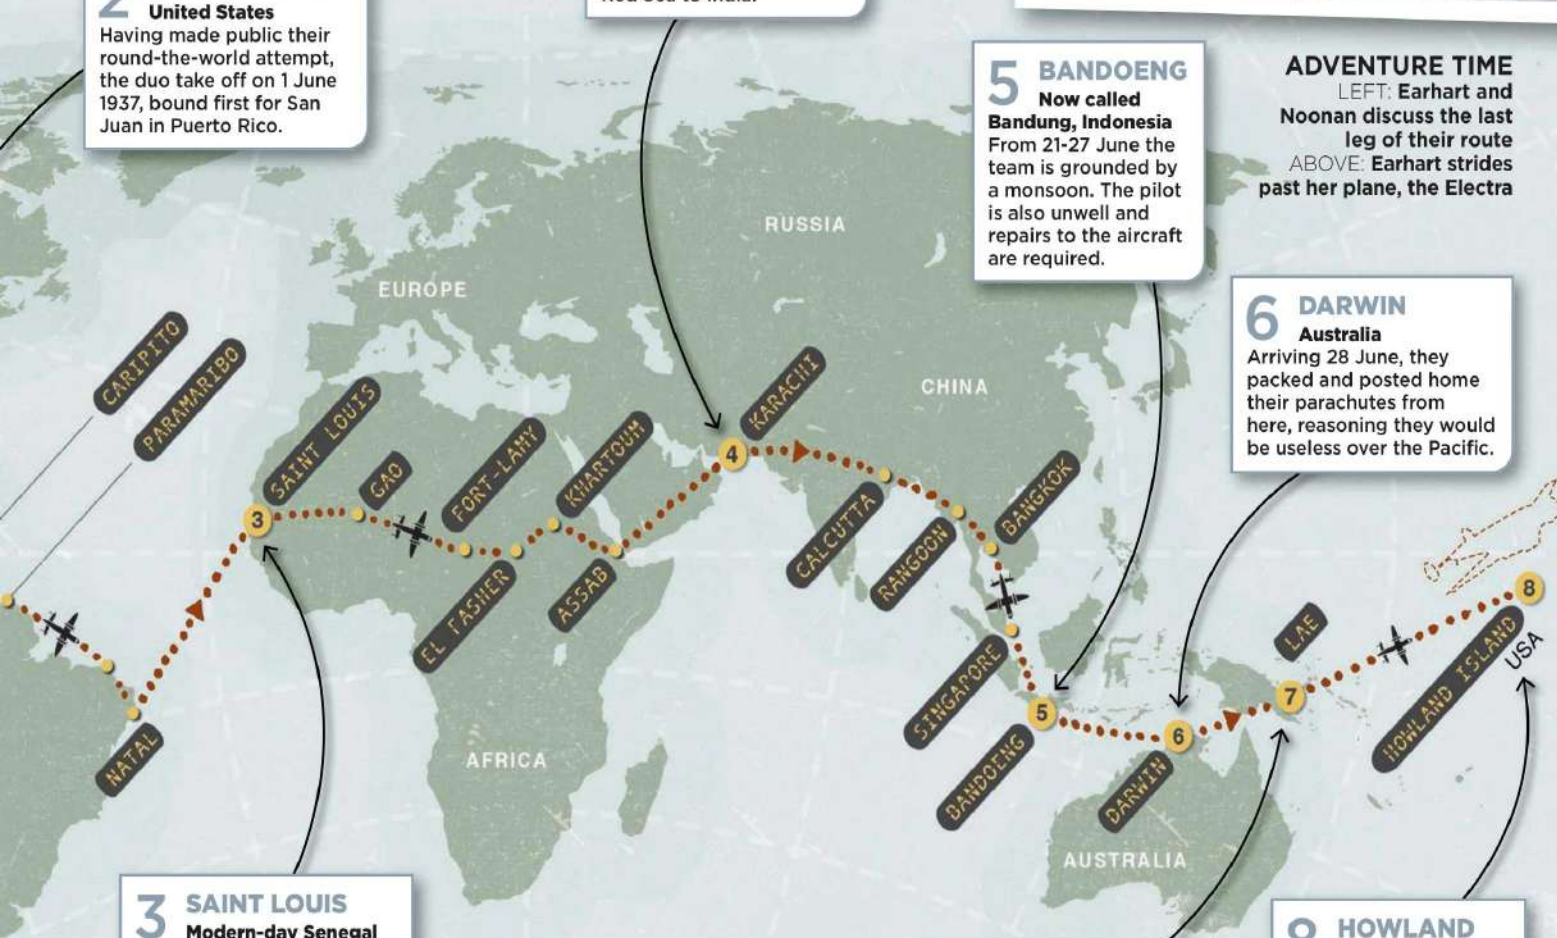 2
United States
Having made public their
round-the-world attempt,
the duo take off on 1 June
1937, bound first for San
Juan in Puerto Rico.
5 BANDOENG
Now called
Bandung, Indonesia
From 21-27 June the
team is grounded by
a monsoon. The pilot
is also unwell and
repairs to the aircraft
are required.
ADVENTURE TIME
LEFT: Earhart and
Noonan discuss the last
leg of their route
ABOVE: Earhart strides
past her plane, the Electra
6 DARWIN
Australia
Arriving 28 June, they
packed and posted home
their parachutes from
here, reasoning they would
be useless over the Pacific.
RUSSIA
EUROPE
CHINA
AFRICA
AUSTRALIA
CARIPITO
PARAMARIBO
NATAL
3
SAINT LOUIS
GAO
FORT-LAMY
EL FASHER
KHARTOUM
ASSAB
4
KARACHI
CALCUTTA
RANGOON
BANGKOK
SINGAPORE
5
BANDOENG
6
DARWIN
7
LAE
8
HOWLAND ISLAND
USA
3 SAINT LOUIS
Modern-day Senegal
8 HOWLAND